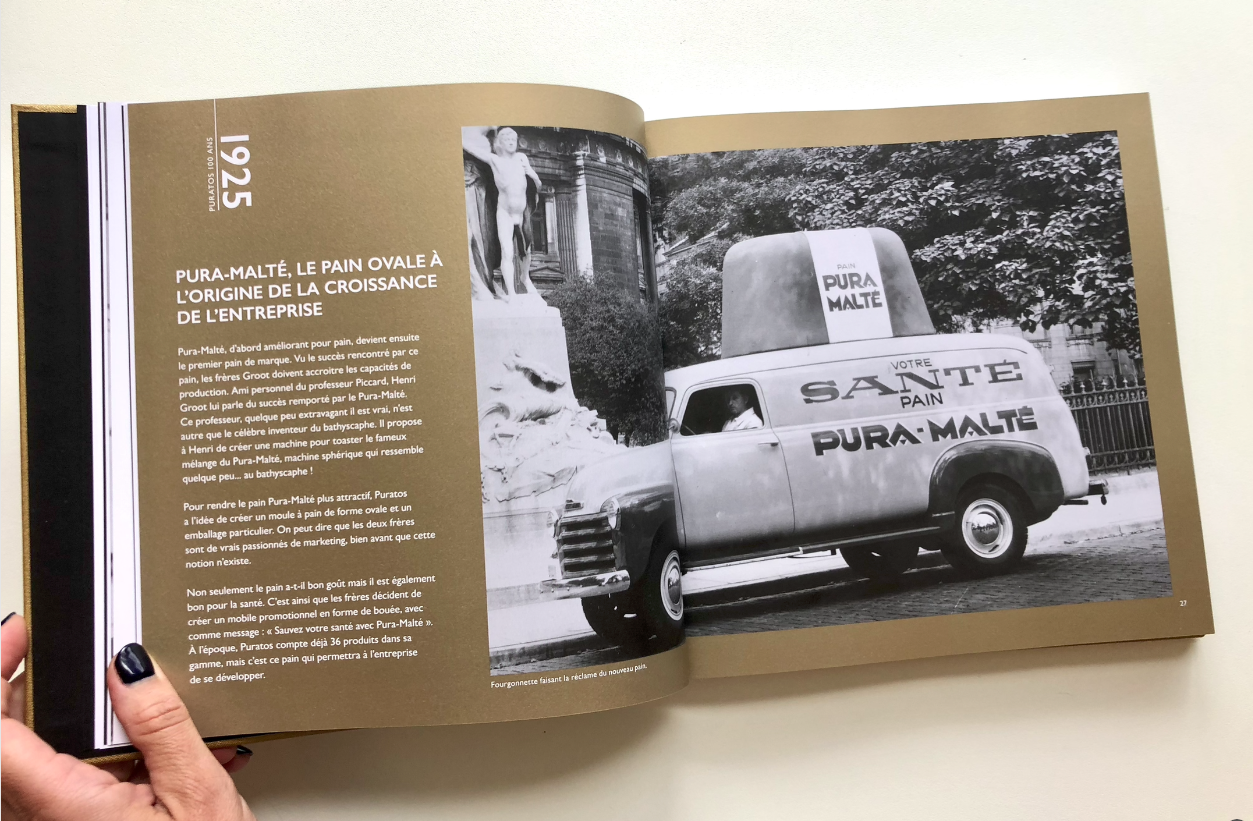 1925
PURATOS 100 ANS
PURA-MALTÉ, LE PAIN OVALE À
L'ORIGINE DE LA CROISSANCE
DE L'ENTREPRISE
Pura-Malté, d'abord améliorant pour pain, devient ensuite
le premier pain de marque. Vu le succès rencontré par ce
pain, les frères Groot doivent accroitre les capacités de
production. Ami personnel du professeur Piccard, Henri
Groot lui parle du succès remporté par le Pura-Malté.
Ce professeur, quelque peu extravagant il est vrai, n'est
autre que le célèbre inventeur du bathyscaphe. Il propose
à Henri de créer une machine pour toaster le fameux
mélange du Pura-Malté, machine sphérique qui ressemble
quelque peu... au bathyscaphe !
Pour rendre le pain Pura-Malté plus attractif, Puratos
a l'idée de créer un moule à pain de forme ovale et un
emballage particulier. On peut dire que les deux frères
sont de vrais passionnés de marketing, bien avant que cette
notion n'existe.
Non seulement le pain a-t-il bon goût mais il est également
bon pour la santé. C'est ainsi que les frères décident de
créer un mobile promotionnel en forme de bouée, avec
comme message : « Sauvez votre santé avec Pura-Malté ».
À l'époque, Puratos compte déjà 36 produits dans sa
gamme, mais c'est ce pain qui permettra à l'entreprise
de se développer.
Fourgonnette faisant la réclame du nouveau pain.
PAIN
PURA
MALTÉ
VOTRE
SANTÉ
PAIN
PURA-MALTÉ
27